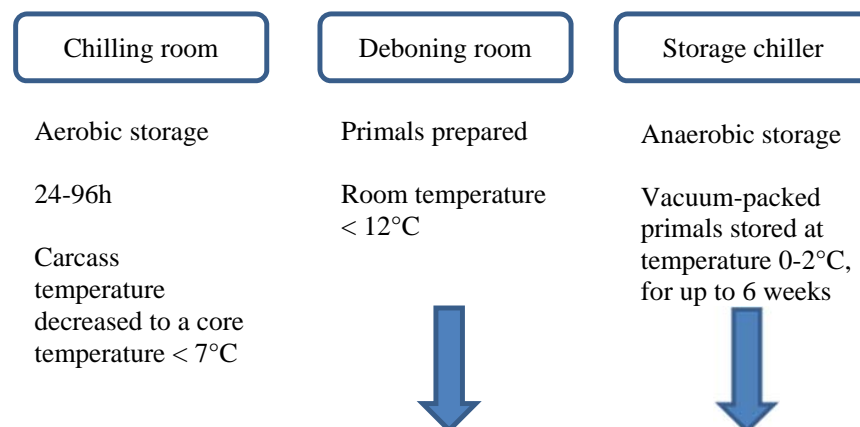 Chilling room
Aerobic storage
24-96h
Carcass
temperature
decreased to a core
temperature < 7°C
Deboning room
Primals prepared
Room temperature
< 12°C
Storage chiller
Anaerobic storage
Vacuum-packed
primals stored at
temperature 0-2°C,
for up to 6 weeks